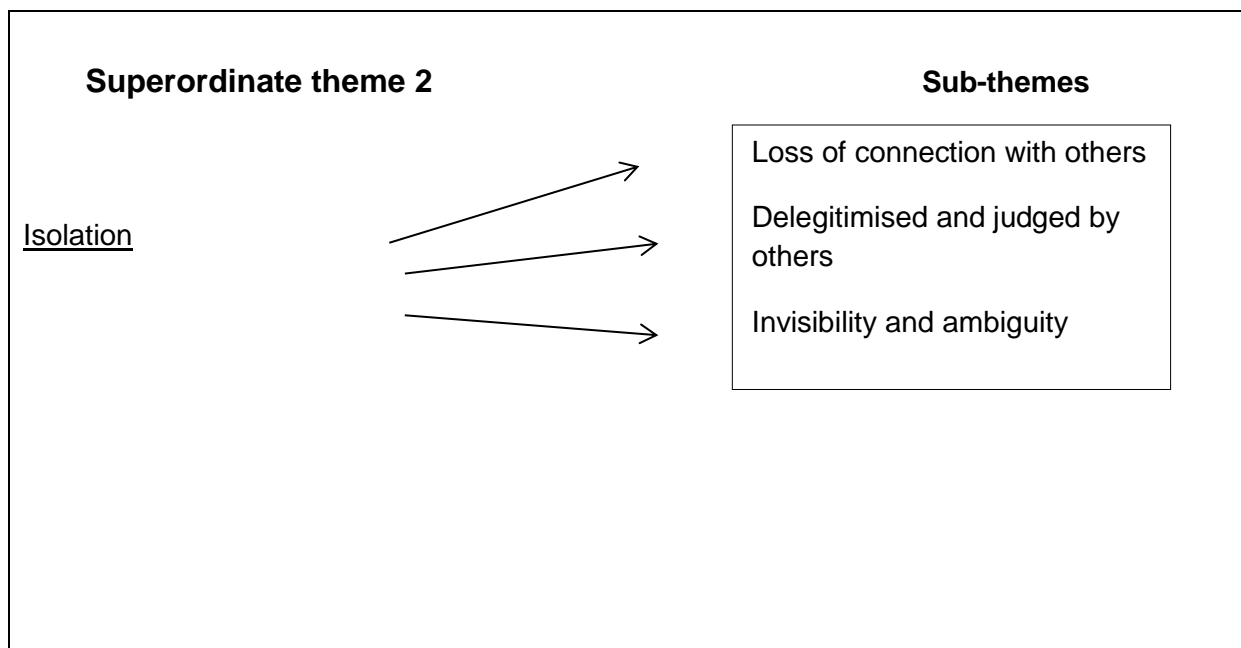 Superordinate theme 2
Sub-themes
Isolation
Loss of connection with others
Delegitimised and judged by
others
Invisibility and ambiguity